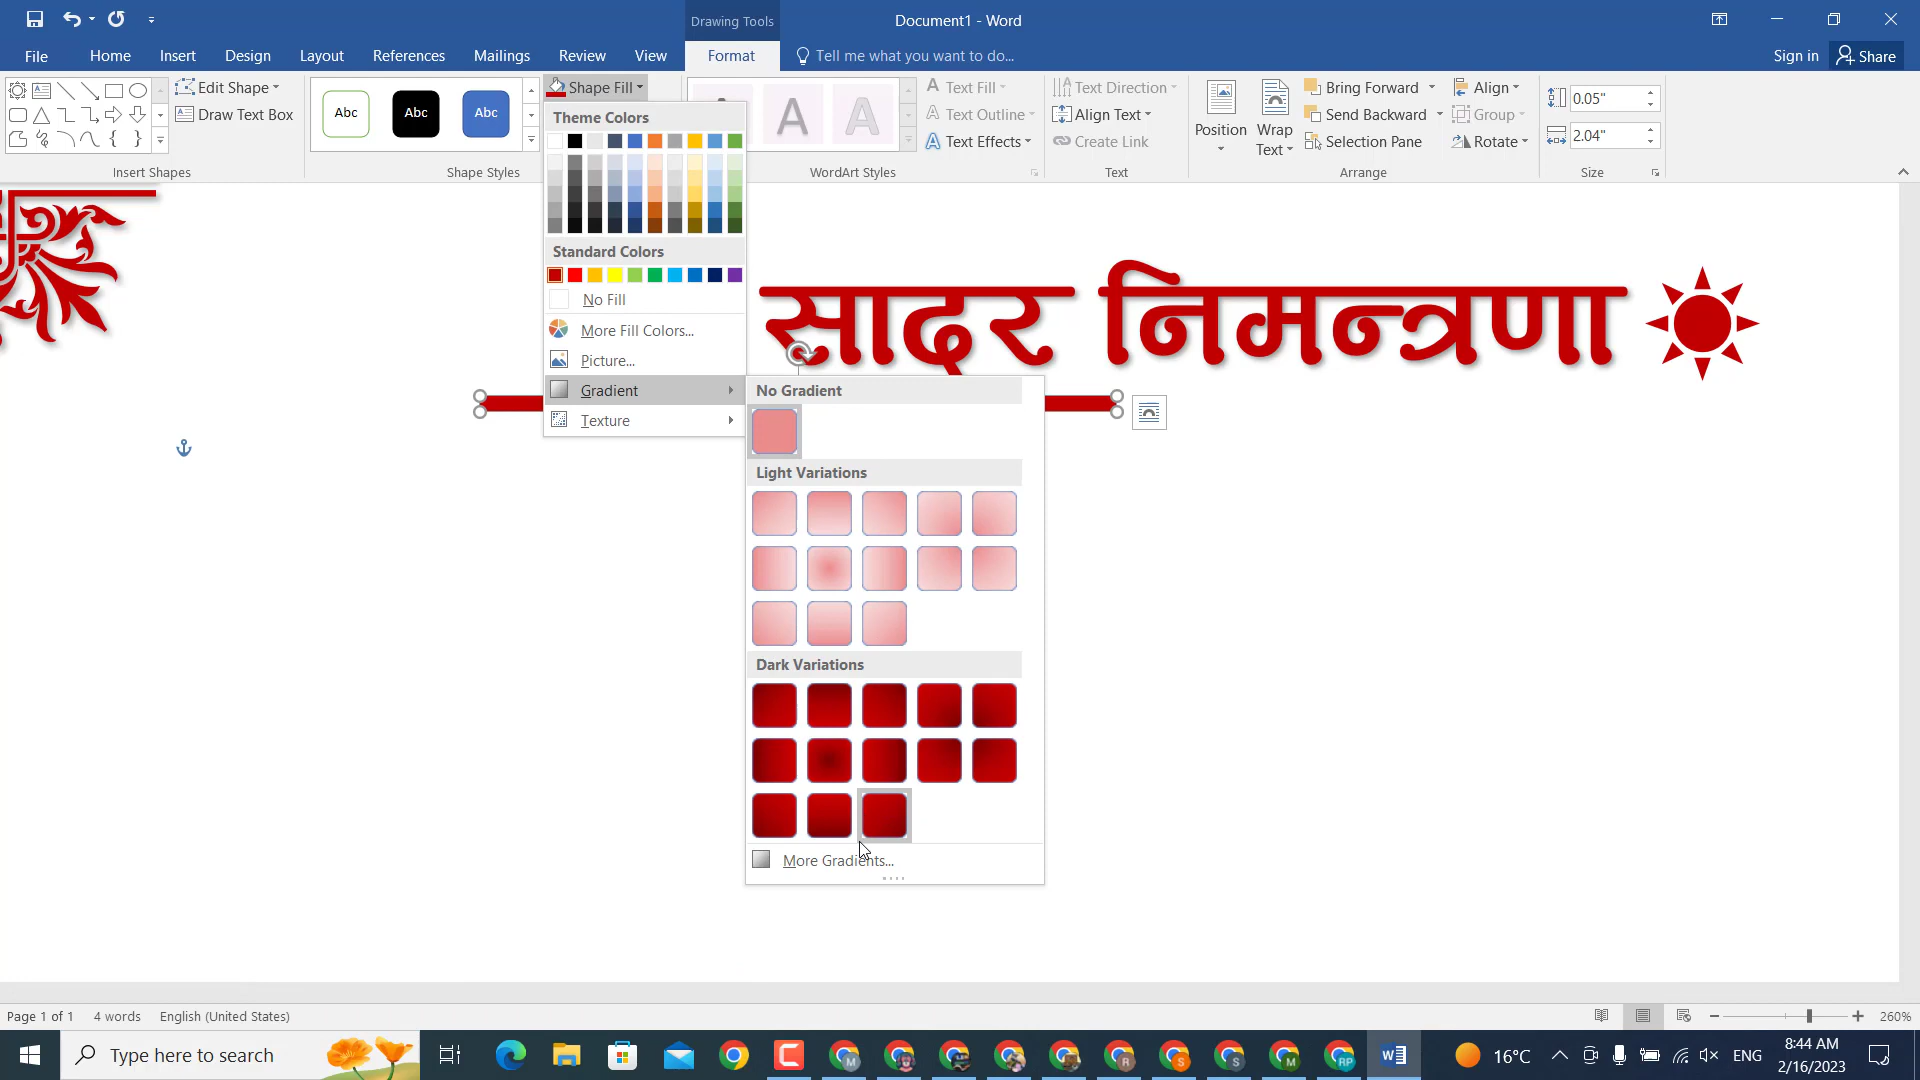 Drawing Tools
Document1 - Word
File
Home
Insert
Design
Layout
References
Mailings
Review
View
Format
Tell me what you want to do...
Sign in
Share
Edit Shape
Draw Text Box
Insert Shapes
Abc
Abc
Abc
Shape Styles
Shape Fill
Text Fill
Text Outline
Text Effects
WordArt Styles
Text Direction
Align Text
Create Link
Text
Position
Wrap
Text
Bring Forward
Send Backward
Selection Pane
Align
Group
Rotate
Arrange
0.05"
2.04"
Size
Theme Colors
Standard Colors
No Fill
More Fill Colors...
Picture...
Gradient
Texture
सादर निमन्त्रणा
No Gradient
Light Variations
Dark Variations
More Gradients...
Page 1 of 1
4 words
English (United States)
260%
Type here to search
16°C
ENG
8:44 AM
2/16/2023